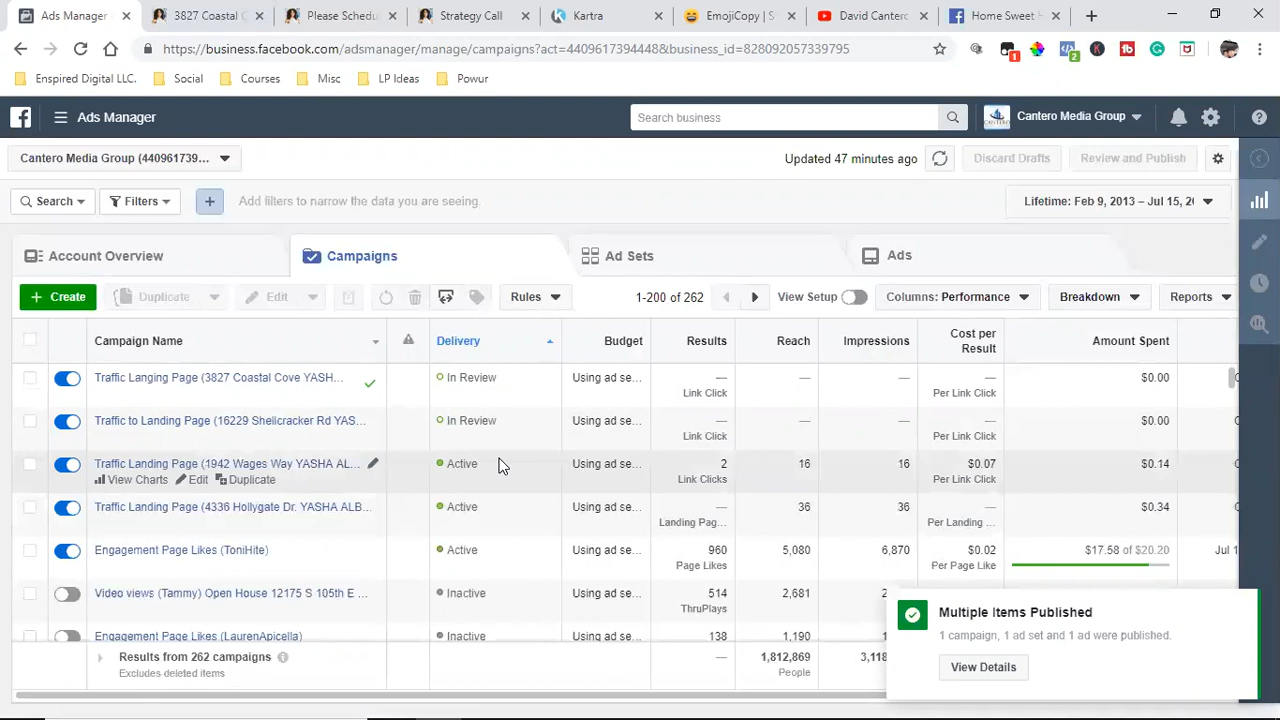 Ads Manager
3827 Coastal C
Please Schedu
Strategy Call
Kartra
EmojiCopy | S
David Canterc
Home Sweet H
https://business.facebook.com/adsmanager/manage/campaigns?act=44096173944488&business_id=828092057339795
Enspired Digital LLC.
Social
Courses
Misc
LP Ideas
Powur
Ads Manager
Search business
Cantero Media Group
Cantero Media Group (440961739...
Updated 47 minutes ago
Discard Drafts
Review and Publish
Search
Filters
Add filters to narrow the data you are seeing.
Lifetime: Feb 9, 2013 – Jul 15, 2
Account Overview
Campaigns
Ad Sets
Ads
+ Create
Duplicate
Edit
Rules
1-200 of 262
View Setup
Columns: Performance
Breakdown
Reports
Campaign Name
Delivery
Budget
Results
Reach
Impressions
Cost per
Result
Amount Spent
Traffic Langing Page (3827 Coastal Cove YASH...
In Review
Using ad se...
—
Link Click
—
—
—
Per Link Click
$0.00
Traffic to Landing Page (16229 Shellcracker Rd YAS...
In Review
Using ad se...
—
Link Click
—
—
—
Per Link Click
$0.00
Traffic Landing Page (1942 Wages Way YASHA AL...
View Charts
Edit
Duplicate
Active
Using ad se...
2
Link Clicks
16
16
$0.07
Per Link Click
$0.14
Traffic Landing Page (4336 Hollygate Dr. YASHA ALB...
Active
Using ad se...
—
Landing Pag...
36
36
—
Per Landing ...
$0.34
Engagement Page Likes (ToniHite)
Active
Using ad se...
960
Page Likes
5,080
6,870
$0.02
Per Page Like
$17.58 of $20.20
Jul 1
Video views (Tammy) Open House 12175 S 105th E ...
Inactive
Using ad se...
514
ThruPlays
2,681
Engagement Page Likes (LaurenApicella)
Inactive
Using ad se...
138
1,190
Results from 262 campaigns
Excludes deleted items
—
1,812,869
People
3,118
Multiple Items Published
1 campaign, 1 ad set and 1 ad were published.
View Details